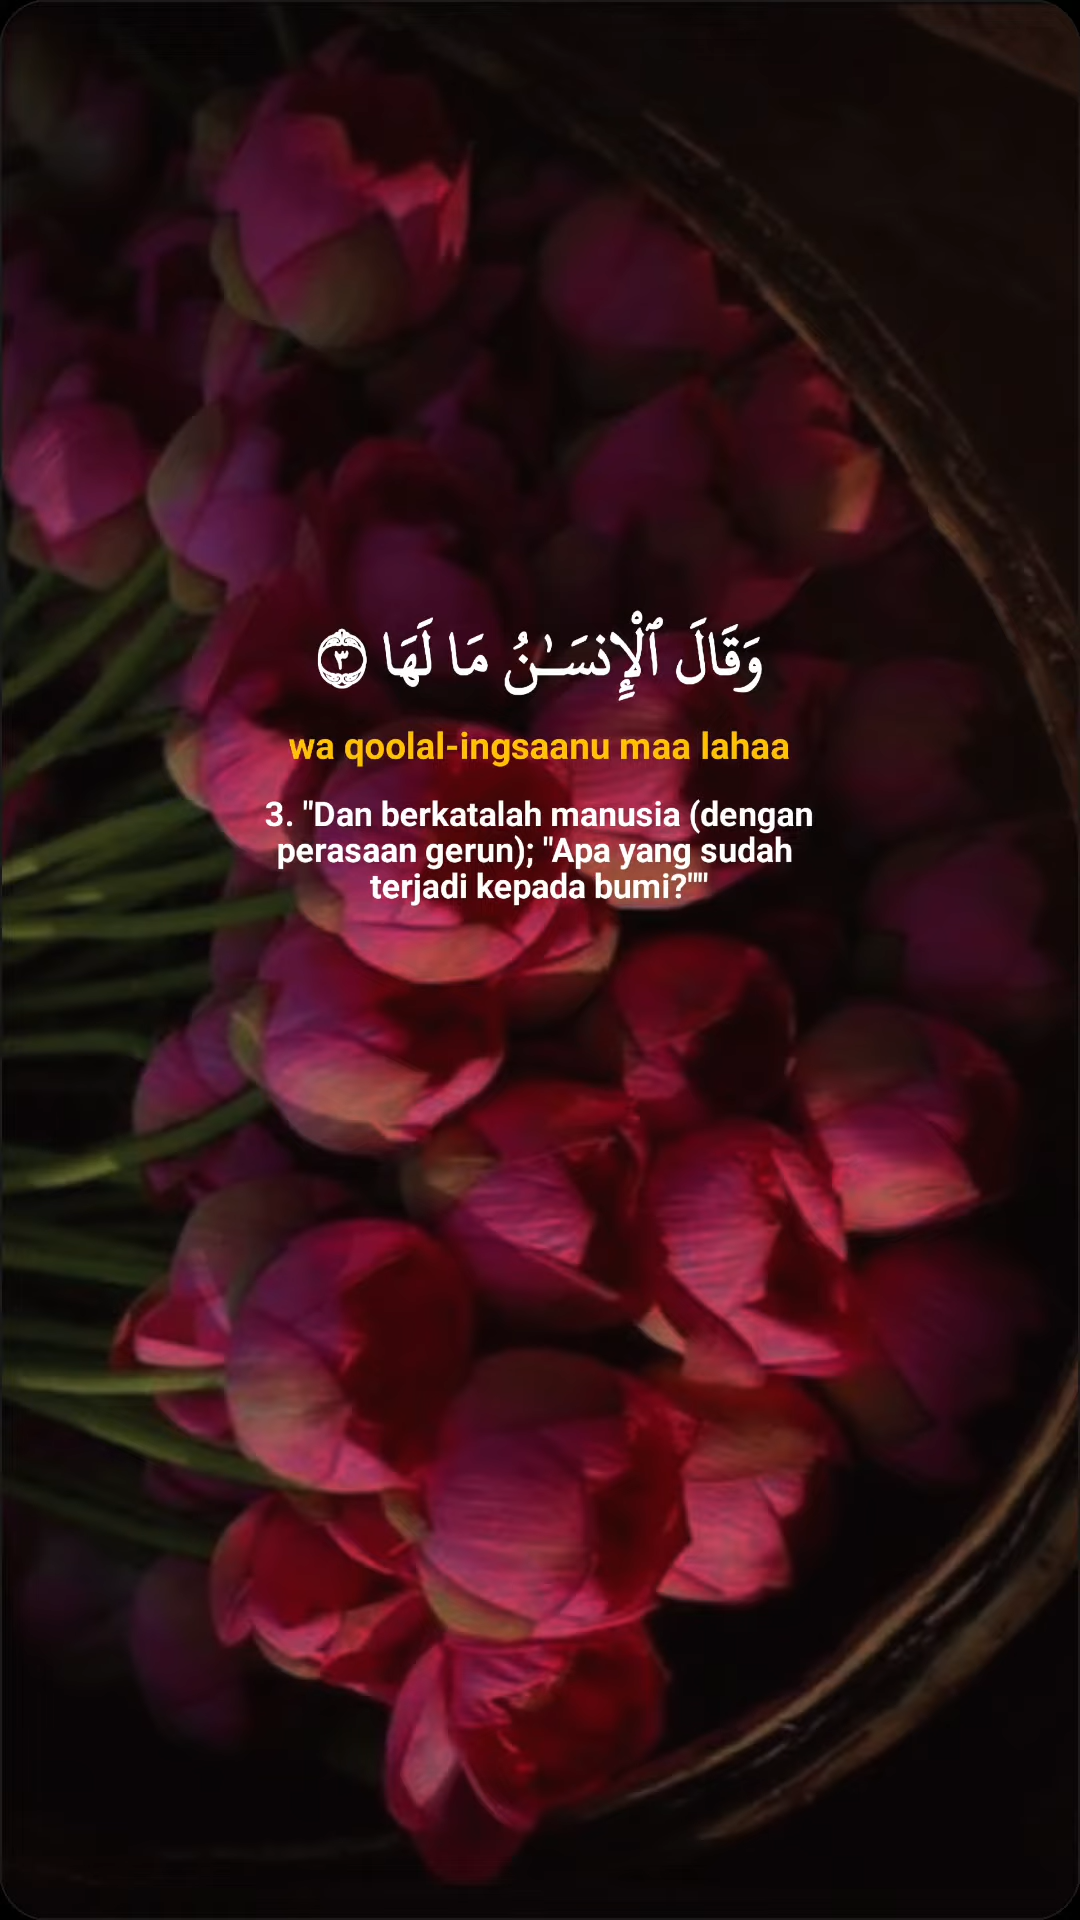 وَقَالَ ٱلْإِنسَـٰنُ مَا لَهَا ٣
wa qoolal-ingsaanu maa lahaa
3. "Dan berkatalah manusia (dengan
perasaan gerun); "Apa yang sudah
terjadi kepada bumi?""